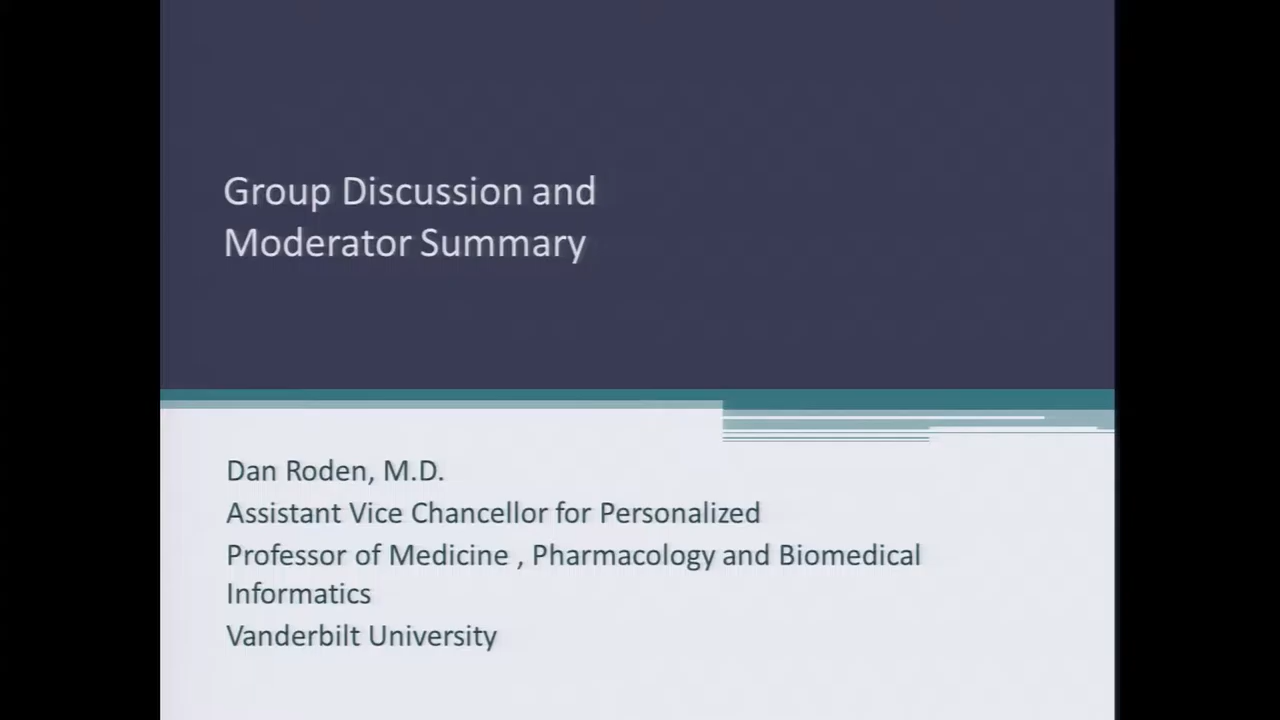 Group Discussion and
Moderator Summary
Dan Roden, M.D.
Assistant Vice Chancellor for Personalized
Professor of Medicine , Pharmacology and Biomedical
Informatics
Vanderbilt University